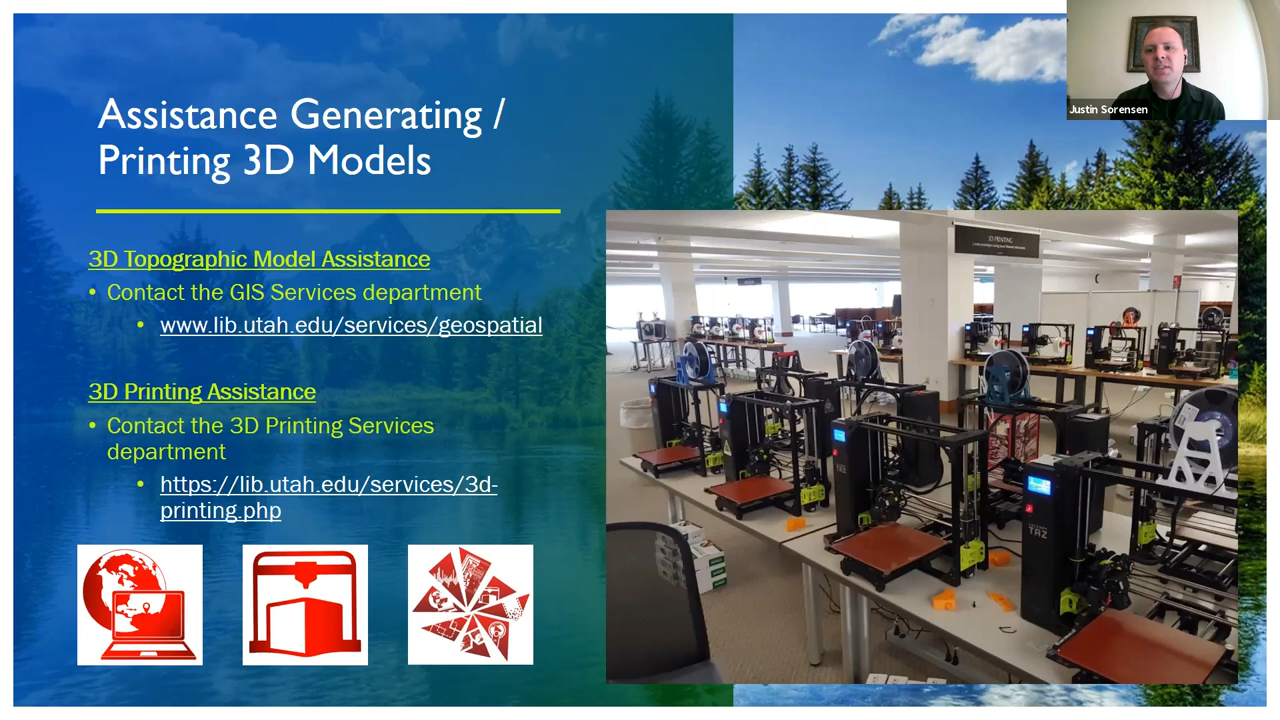 Assistance Generating /
Printing 3D Models
3D Topographic Model Assistance
• Contact the GIS Services department
• www.lib.utah.edu/services/geospatial
3D Printing Assistance
• Contact the 3D Printing Services
department
• https://lib.utah.edu/services/3d-
printing.php
Justin Sorensen
3D PRINTING
TAZ
TAZ